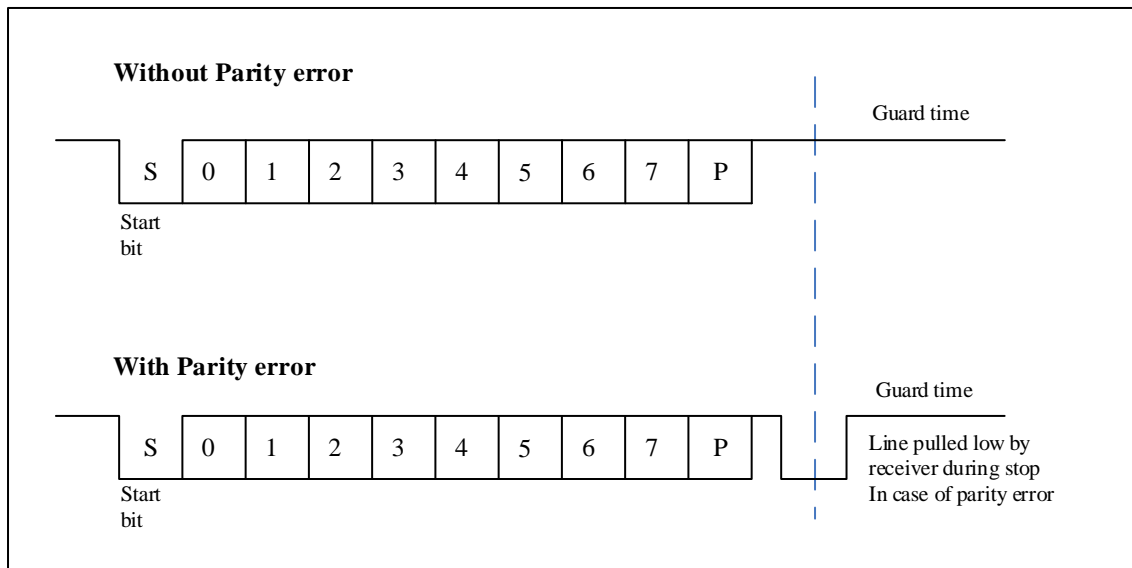 Without Parity error
Guard time
S 0 1 2 3 4 5 6 7 P
Start
bit
With Parity error
Guard time
S 0 1 2 3 4 5 6 7 P
Line pulled low by
receiver during stop
In case of parity error
Start
bit